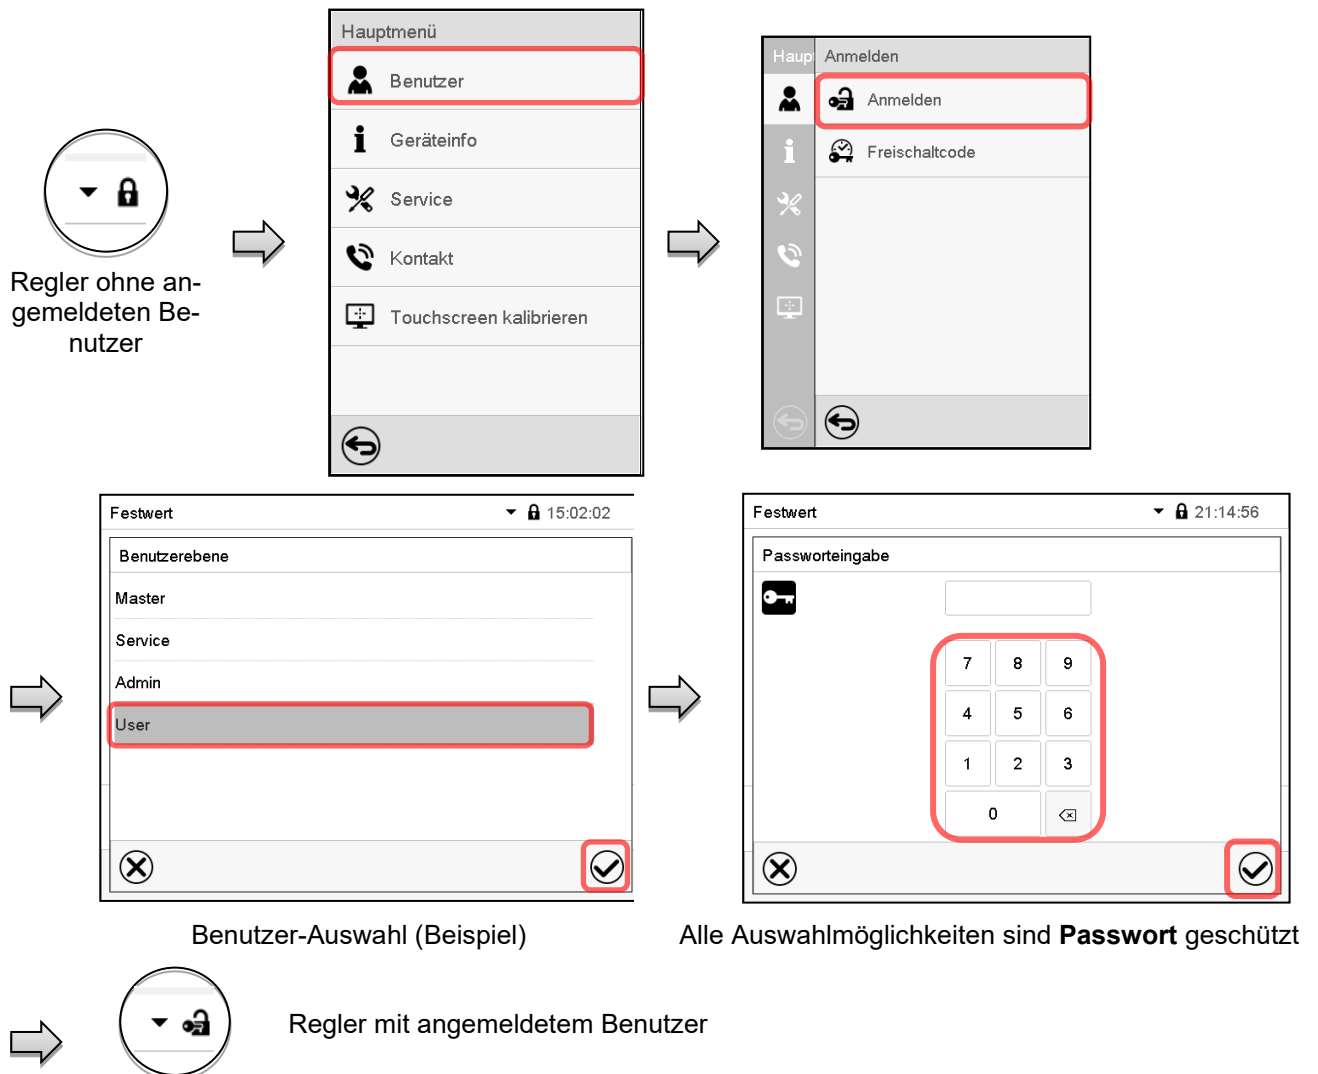 Regler ohne an-
gemeldeten Be-
nutzer
Hauptmenü
Benutzer
Geräteinfo
Service
Kontakt
Touchscreen kalibrieren
Haup
Anmelden
Anmelden
Freischaltcode
Festwert 15:02:02
Benutzerebene
Master
Service
Admin
User
Benutzer-Auswahl (Beispiel)
Festwert 21:14:56
Passworteingabe
7 8 9
4 5 6
1 2 3
0
Alle Auswahlmöglichkeiten sind Passwort geschützt
Regler mit angemeldetem Benutzer